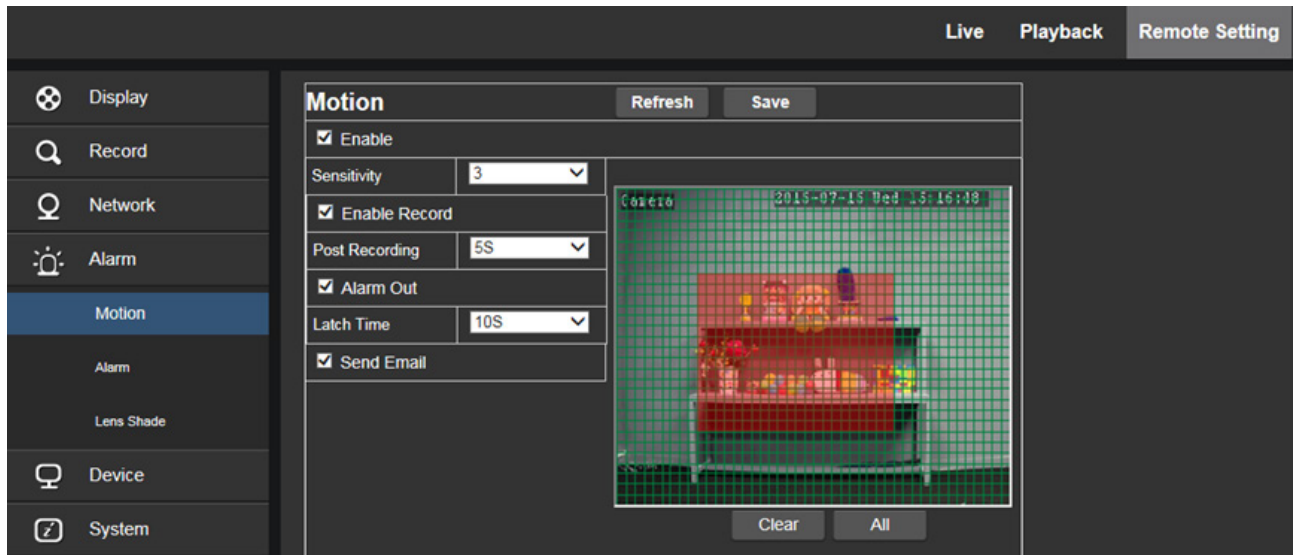 Live Playback Remote Setting
Display
Record
Network
Alarm
Motion
Alarm
Lens Shade
Device
System
Motion Refresh Save
Enable
Sensitivity 3
Enable Record
Post Recording 5S
Alarm Out
Latch Time 10S
Send Email
Camera 2015-07-15 Wed 15:16:48
Clear All